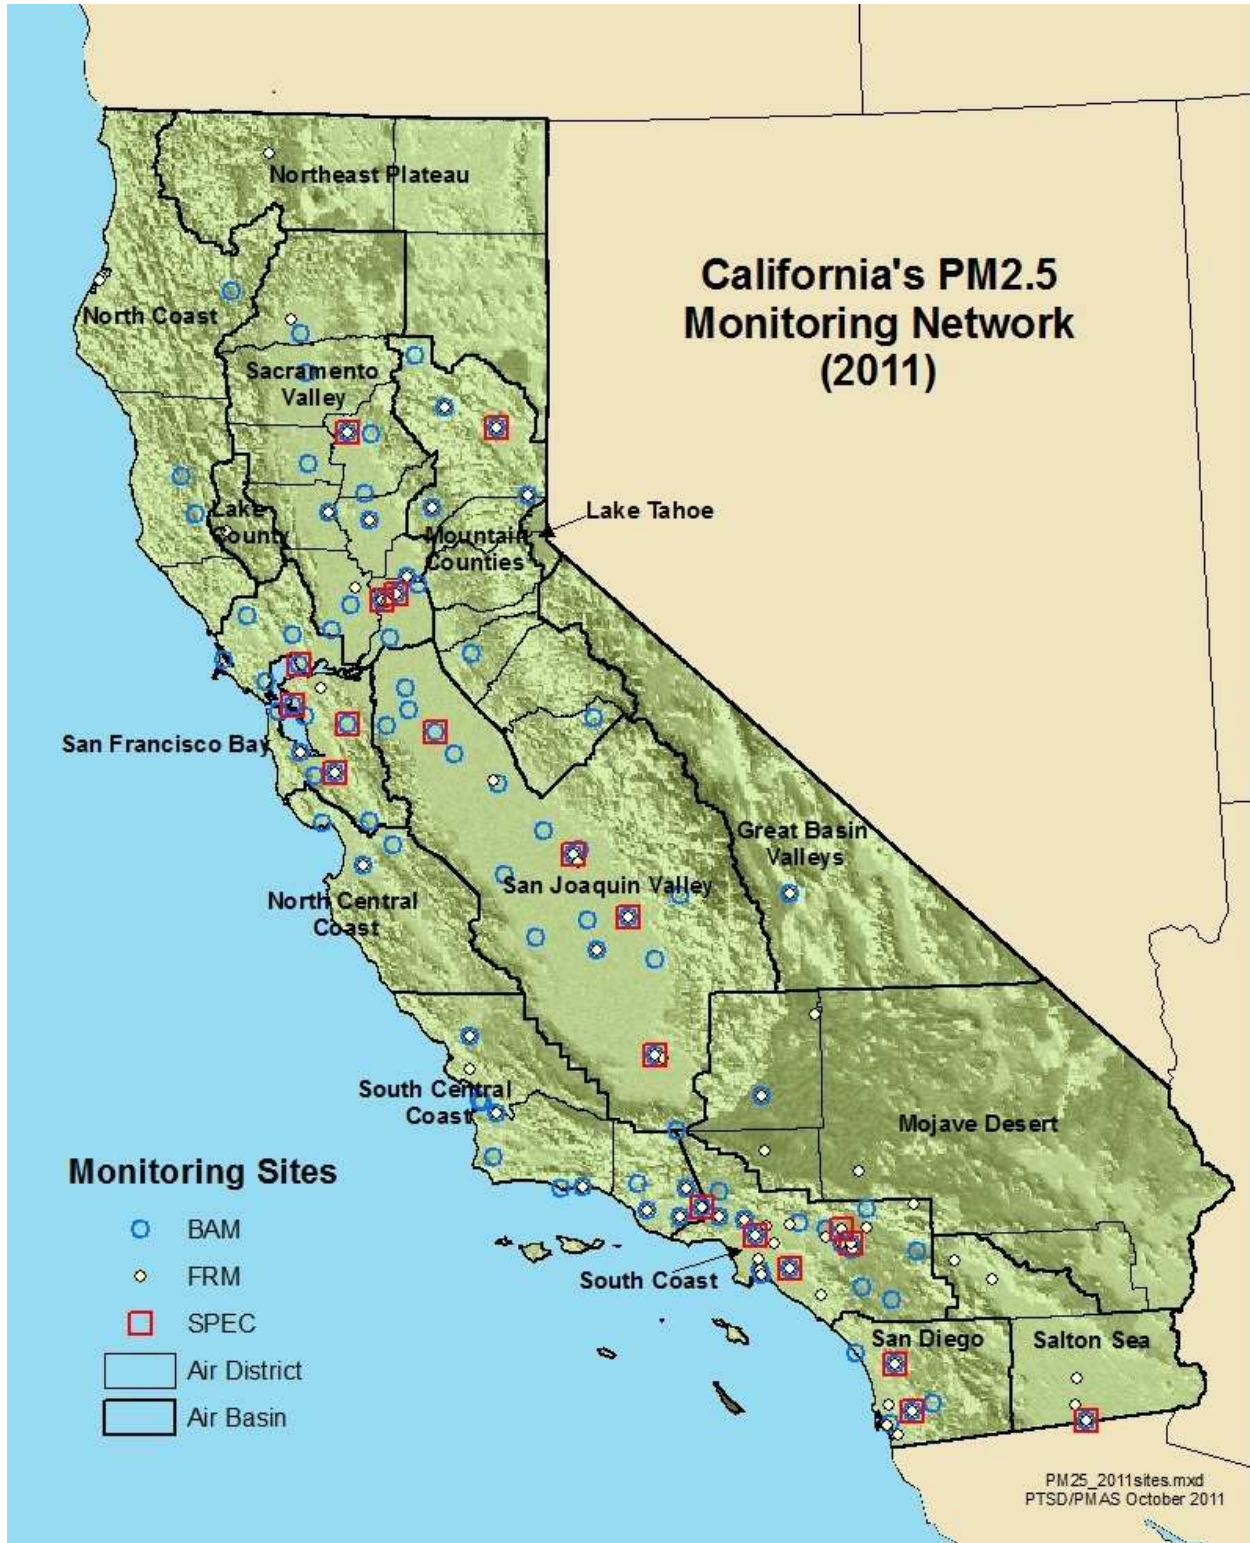 California's PM2.5
Monitoring Network
(2011)
Northeast Plateau
North Coast
Sacramento
Valley
Lake
County
Lake Tahoe
Mountain
Counties
San Francisco Bay
Great Basin
Valleys
San Joaquin Valley
North Central
Coast
South Central
Coast
Mojave Desert
South Coast
San Diego
Salton Sea
Monitoring Sites
BAM
FRM
SPEC
Air District
Air Basin
PM25_2011sites.mxd
PTSD/PMAS October 2011